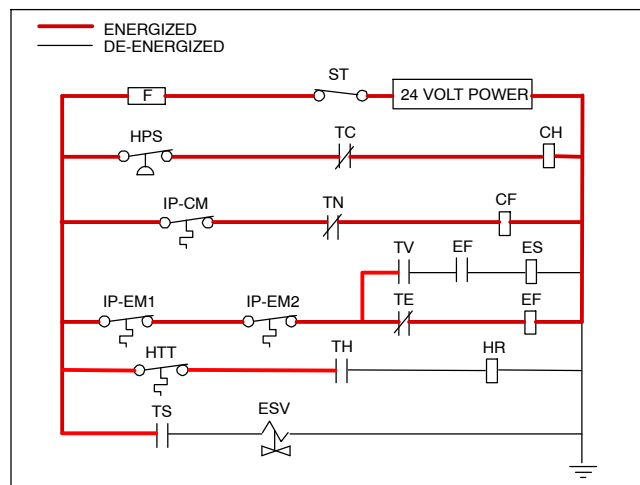 ENERGIZED
DE-ENERGIZED
F
ST
24 VOLT POWER
HPS
TC
CH
IP-CM
TN
CF
TV
EF
ES
IP-EM1
IP-EM2
TE
EF
HTT
TH
HR
TS
ESV